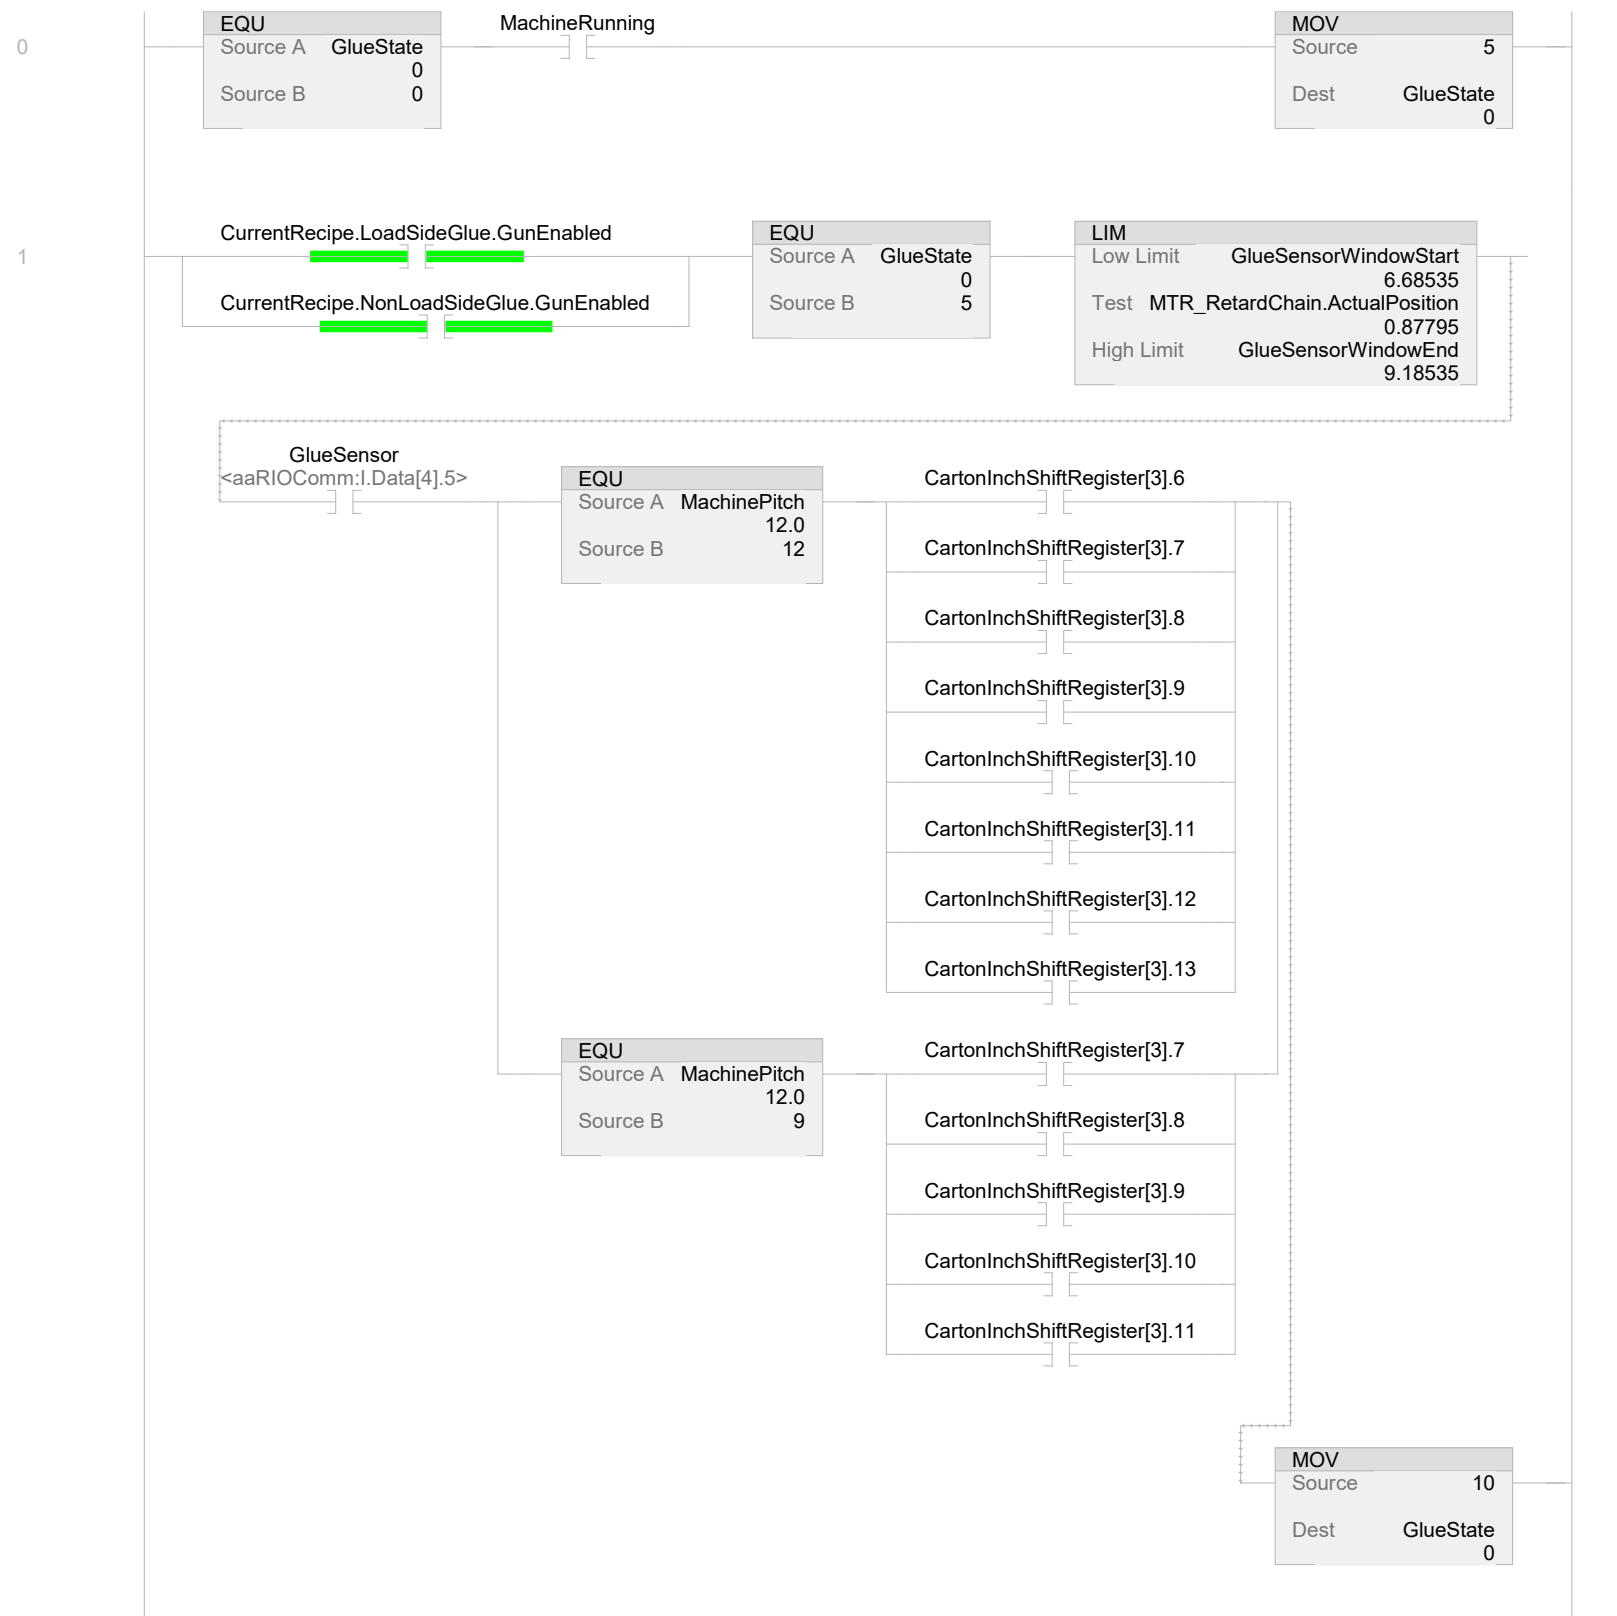 EQU
MachineRunning
MOV
0
Source A GlueState
Source 5
0
Source B 0
Dest GlueState
0
CurrentRecipe.LoadSideGlue.GunEnabled
EQU
LIM
1
Source A GlueState
Low Limit GlueSensorWindowStart
0
6.68535
CurrentRecipe.NonLoadSideGlue.GunEnabled
Source B 5
Test MTR_RetardChain.ActualPosition
0.87795
High Limit GlueSensorWindowEnd
9.18535
GlueSensor
<aaRIOComm:I.Data[4].5>
EQU
CartonInchShiftRegister[3].6
Source A MachinePitch
12.0
Source B 12
CartonInchShiftRegister[3].7
CartonInchShiftRegister[3].8
CartonInchShiftRegister[3].9
CartonInchShiftRegister[3].10
CartonInchShiftRegister[3].11
CartonInchShiftRegister[3].12
CartonInchShiftRegister[3].13
EQU
CartonInchShiftRegister[3].7
Source A MachinePitch
12.0
Source B 9
CartonInchShiftRegister[3].8
CartonInchShiftRegister[3].9
CartonInchShiftRegister[3].10
CartonInchShiftRegister[3].11
MOV
Source 10
Dest GlueState
0